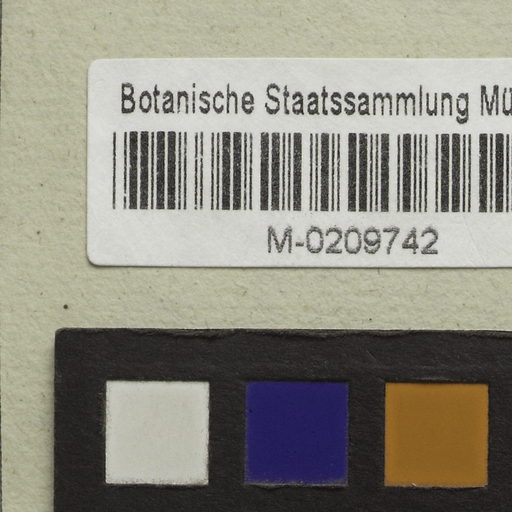 Botanische Staatssammlung Mü
M-0209742